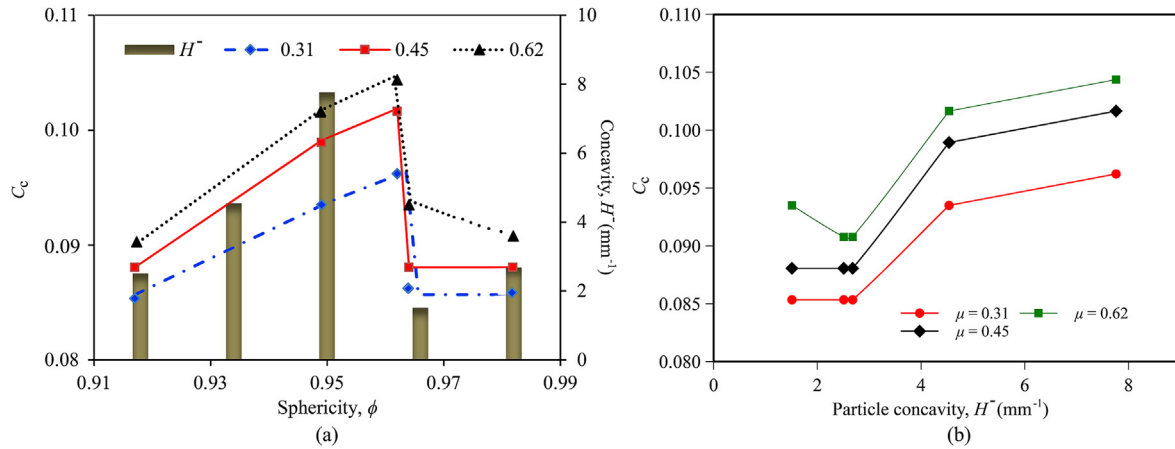 0.11
0.10
0.09
0.08
C_c
10
8
6
4
2
0
Concavity, H⁻(mm⁻¹)
H⁻ 0.31 0.45 0.62
0.91 0.93 0.95 0.97 0.99
Sphericity, ϕ
(a)
0.110
0.105
0.100
0.095
0.090
0.085
0.080
C_c
μ = 0.31 μ = 0.62
μ = 0.45
0 2 4 6 8
Particle concavity, H⁻(mm⁻¹)
(b)